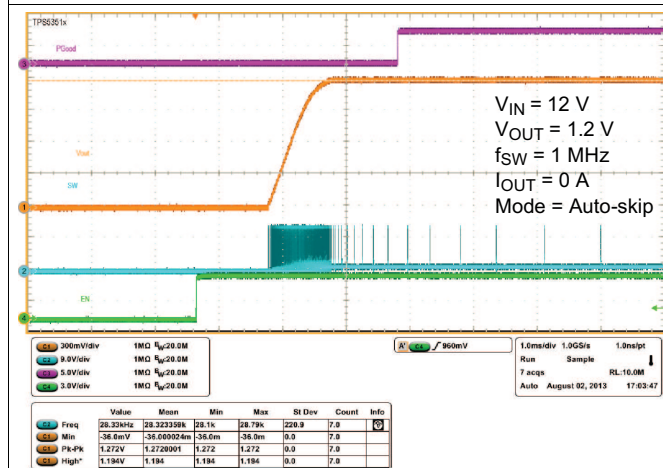 TPS5351x
PGood
3
VIN = 12 V
VOUT = 1.2 V
fSW = 1 MHz
IOUT = 0 A
Mode = Auto-skip
Vout
SW
1
2
EN
4
C1 300mV/div 1MΩ BW:20.0M
C2 9.0V/div 1MΩ BW:20.0M
C3 5.0V/div 1MΩ BW:20.0M
C4 3.0V/div 1MΩ BW:20.0M
A' C4 960mV
1.0ms/div 1.0GS/s 1.0ns/pt
Run Sample
7 acqs RL:10.0M
Auto August 02, 2013 17:03:47
Value Mean Min Max St Dev Count Info
C2 Freq 28.33kHz 28.323359k 28.1k 28.79k 220.9 7.0
C1 Min -36.0mV -36.000024m -36.0m -36.0m 0.0 7.0
C1 Pk-Pk 1.272V 1.2720001 1.272 1.272 0.0 7.0
C1 High* 1.194V 1.194 1.194 1.194 0.0 7.0